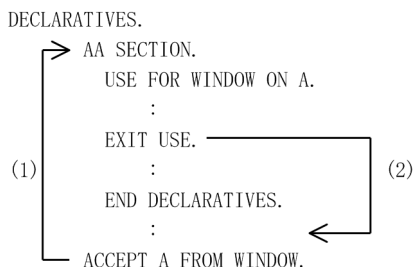 DECLARATIVES.
AA SECTION.
USE FOR WINDOW ON A.
:
EXIT USE.
(1) : (2)
END DECLARATIVES.
:
ACCEPT A FROM WINDOW.